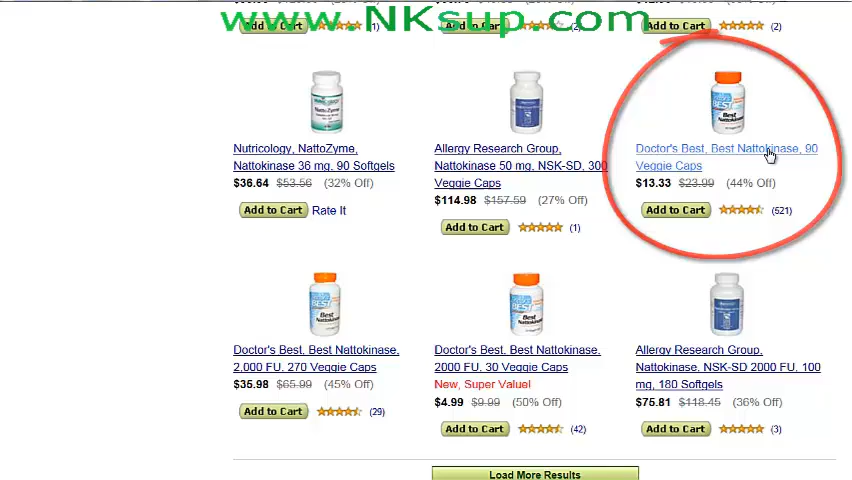 www.NKsup.com
Add to Cart (1)
Add to Cart (2)
Add to Cart (2)
Nutricology, NattoZyme,
Nattokinase 36 mg, 90 Softgels
$36.64 $53.56 (32% Off)
Add to Cart Rate It
Allergy Research Group,
Nattokinase 50 mg, NSK-SD, 300
Veggie Caps
$114.98 $157.59 (27% Off)
Add to Cart (1)
Doctor's Best, Best Nattokinase, 90
Veggie Caps
$13.33 $23.99 (44% Off)
Add to Cart (521)
BEST
Best
Nattokinase
Doctor's Best, Best Nattokinase,
2,000 FU, 270 Veggie Caps
$35.98 $65.99 (45% Off)
Add to Cart (29)
Doctor's Best, Best Nattokinase,
2000 FU, 30 Veggie Caps
New, Super Value!
$4.99 $9.99 (50% Off)
Add to Cart (42)
Allergy Research Group,
Nattokinase, NSK-SD 2000 FU, 100
mg, 180 Softgels
$75.81 $118.45 (36% Off)
Add to Cart (3)
Load More Results